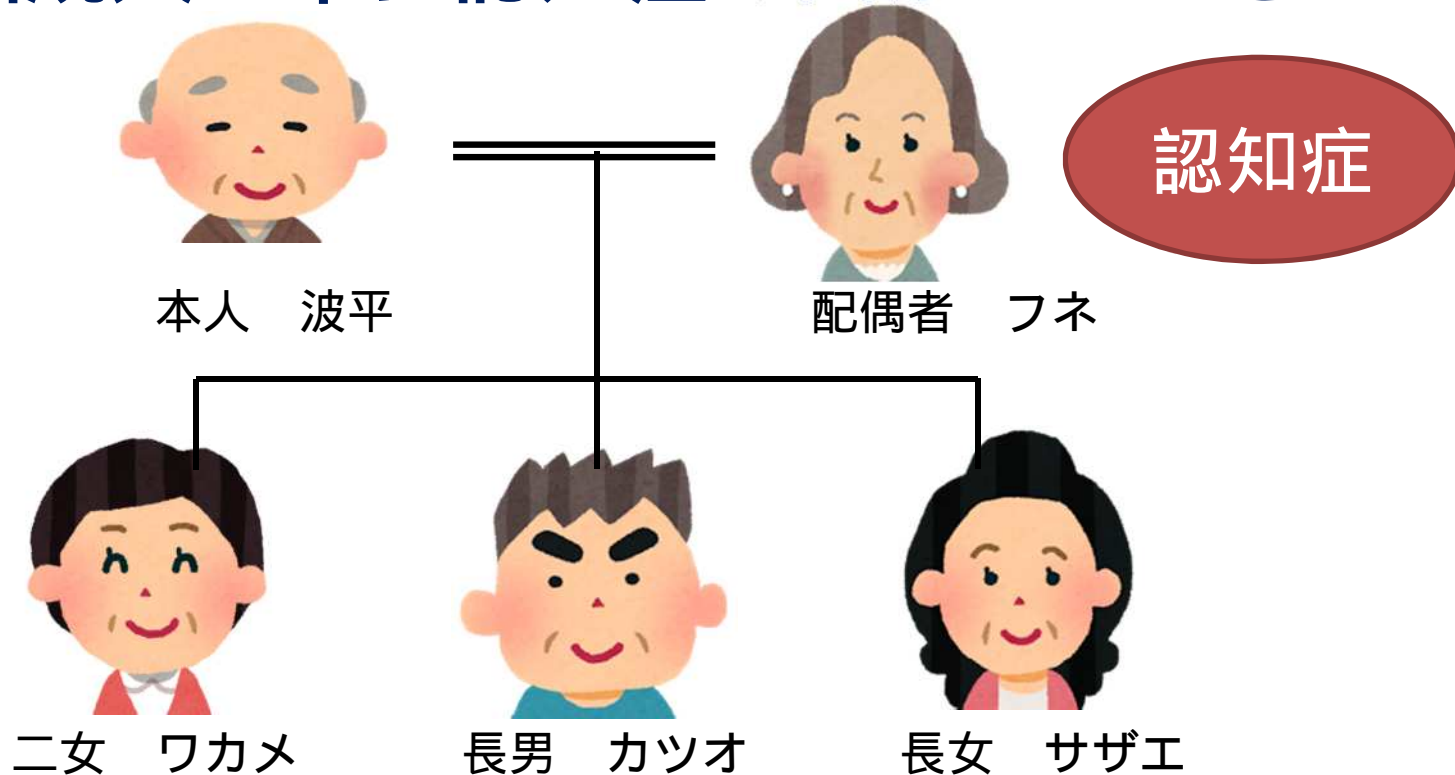 認知症
本人　波平
配偶者　フネ
二女　ワカメ
長男　カツオ
長女　サザエ